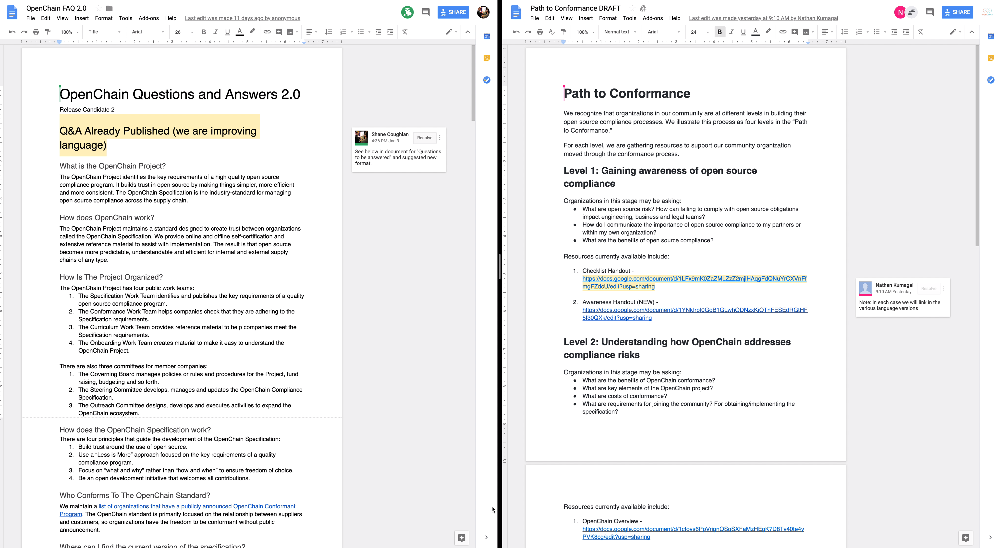 OpenChain FAQ 2.0
SHARE
File Edit View Insert Format Tools Add-ons Help Last edit was made 11 days ago by anonymous
100% Title Arial 26
1 1 2 3 4 5 6 7
31
OpenChain Questions and Answers 2.0
Release Candidate 2
Q&A Already Published (we are improving
language)
Shane Coughlan
4:36 PM Jan 9
Resolve
See below in document for "Questions
to be answered" and suggested new
format.
What is the OpenChain Project?
The OpenChain Project identifies the key requirements of a high quality open source
compliance program. It builds trust in open source by making things simpler, more efficient
and more consistent. The OpenChain Specification is the industry-standard for managing
open source compliance across the supply chain.
How does OpenChain work?
The OpenChain Project maintains a standard designed to create trust between organizations
called the OpenChain Specification. We provide online and offline self-certification and
extensive reference material to assist with implementation. The result is that open source
becomes more predictable, understandable and efficient for internal and external supply
chains of any type.
How Is The Project Organized?
The OpenChain Project has four public work teams:
1. The Specification Work Team identifies and publishes the key requirements of a quality
open source compliance program.
2. The Conformance Work Team helps companies check that they are adhering to the
Specification requirements.
3. The Curriculum Work Team provides reference material to help companies meet the
Specification requirements.
4. The Onboarding Work Team creates material to make it easy to understand the
OpenChain Project.
There are also three committees for member companies:
1. The Governing Board manages policies or rules and procedures for the Project, fund
raising, budgeting and so forth.
2. The Steering Committee develops, manages and updates the OpenChain Compliance
Specification.
3. The Outreach Committee designs, develops and executes activities to expand the
OpenChain ecosystem.
How does the OpenChain Specification work?
There are four principles that guide the development of the OpenChain Specification:
1. Build trust around the use of open source.
2. Use a “Less is More” approach focused on the key requirements of a quality
compliance program.
3. Focus on “what and why” rather than “how and when” to ensure freedom of choice.
4. Be an open development initiative that welcomes all contributions.
Who Conforms To The OpenChain Standard?
We maintain a list of organizations that have a publicly announced OpenChain Conformant
Program. The OpenChain standard is primarily focused on the relationship between suppliers
and customers, so organizations have the freedom to be conformant without public
announcement.
Where can I find the current version of the specification?
Path to Conformance DRAFT
N
SHARE
OPENCHAIN
File Edit View Insert Format Tools Add-ons Help Last edit was made yesterday at 9:10 AM by Nathan Kumagai
100% Normal text Arial 24
1 1 2 3 4 5 6 7
31
Path to Conformance
We recognize that organizations in our community are at different levels in building their
open source compliance processes. We illustrate this process as four levels in the “Path
to Conformance.”
For each level, we are gathering resources to support our community organization
moved through the conformance process.
Level 1: Gaining awareness of open source
compliance
Organizations in this stage may be asking:
● What are open source risk? How can failing to comply with open source obligations
impact engineering, business and legal teams?
● How do I communicate the importance of open source compliance to my partners or
within my own organization?
● What are the benefits of open source compliance?
Resources currently available include:
1. Checklist Handout -
https://docs.google.com/document/d/1LFx9mK0ZaZMLZzZ2mjlHAqgFdQNuYrCXVnFf
mgFZdcU/edit?usp=sharing
2. Awareness Handout (NEW) -
https://docs.google.com/document/d/1YNkIrpI0GoB1GLwhQDNzxKjOTnFESEdRGtHF
5f30QXk/edit?usp=sharing
Nathan Kumagai
9:10 AM Yesterday
Resolve
Note: in each case we will link in the
various language versions
Level 2: Understanding how OpenChain addresses
compliance risks
Organizations in this stage may be asking:
● What are the benefits of OpenChain conformance?
● What are key elements of the OpenChain project?
● What are costs of conformance?
● What are requirements for joining the community? For obtaining/implementing the
specification?
Resources currently available include:
1. OpenChain Overview -
https://docs.google.com/document/d/1ctovs6PpVrignQSqSXFaMzHEgK7D8Tv40te4y
PVK8cg/edit?usp=sharing